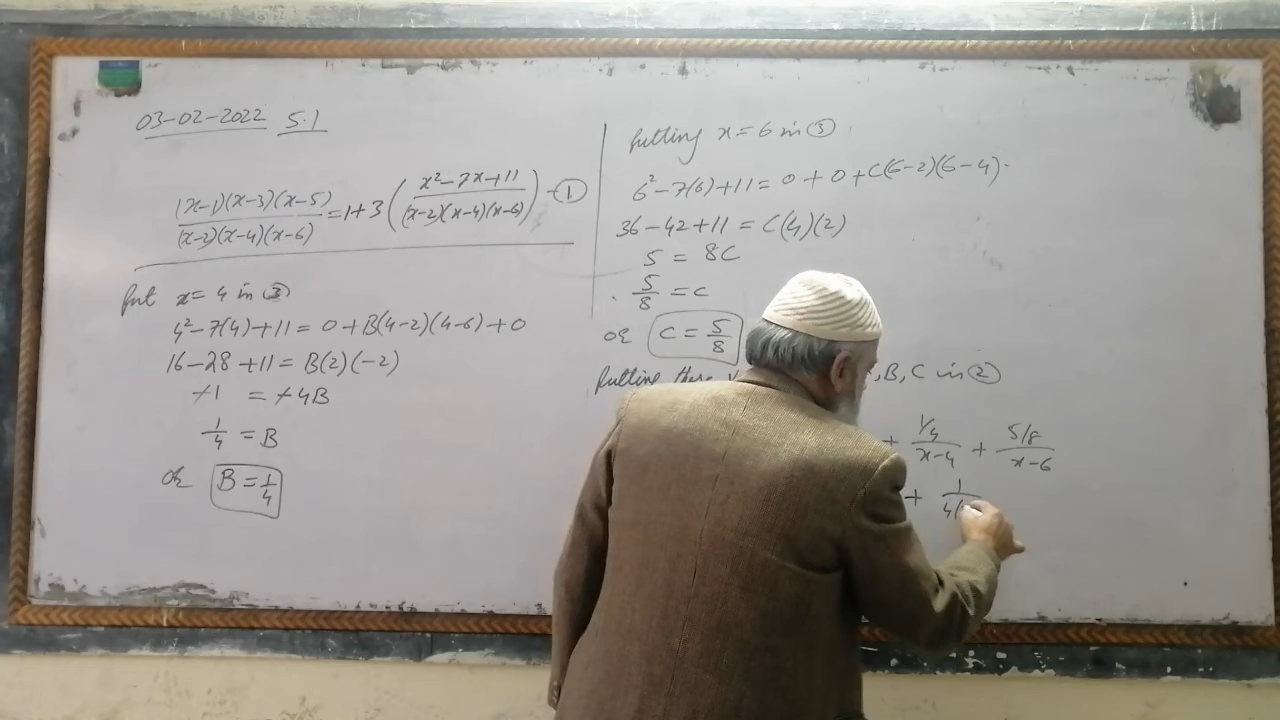 03-02-2022 5.1
(x-1)(x-3)(x-5)/(x-2)(x-4)(x-6) = 1+3(x²-7x+11/(x-2)(x-4)(x-6)) - ①
put x=4 in ③
4²-7(4)+11 = 0+B(4-2)(4-6)+0
16-28+11 = B(2)(-2)
-1 = -4B
1/4 = B
or B = 1/4
putting x=6 in ③
6²-7(6)+11 = 0+0+C(6-2)(6-4)
36-42+11 = C(4)(2)
5 = 8C
5/8 = C
or C = 5/8
putting these , B, C in ②
+ 1/4/x-4 + 5/8/x-6
+ 1/4(